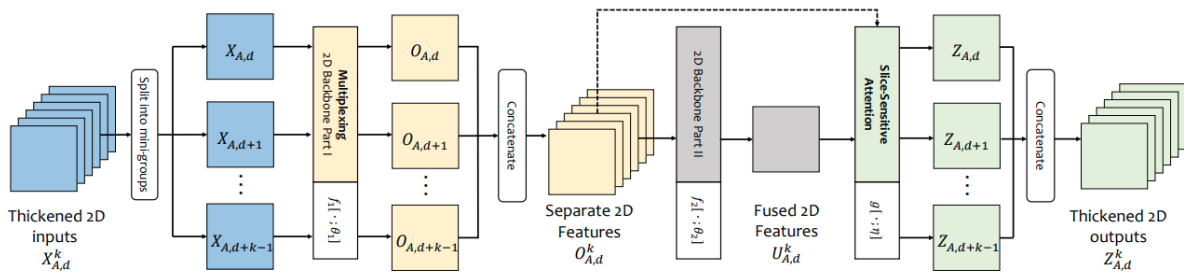 Thickened 2D
inputs
X^k_{A,d}
Split into mini-groups
X_{A,d}
X_{A,d+1}
⋮
X_{A,d+k−1}
Multiplexing
2D Backbone Part I
f_1[·;θ_1]
O_{A,d}
O_{A,d+1}
⋮
O_{A,d+k−1}
Concatenate
Separate 2D
Features
O^k_{A,d}
2D Backbone Part II
f_2[·;θ_2]
Fused 2D
Features
U^k_{A,d}
Slice-Sensitive
Attention
g[·;η]
Z_{A,d}
Z_{A,d+1}
⋮
Z_{A,d+k−1}
Concatenate
Thickened 2D
outputs
Z^k_{A,d}